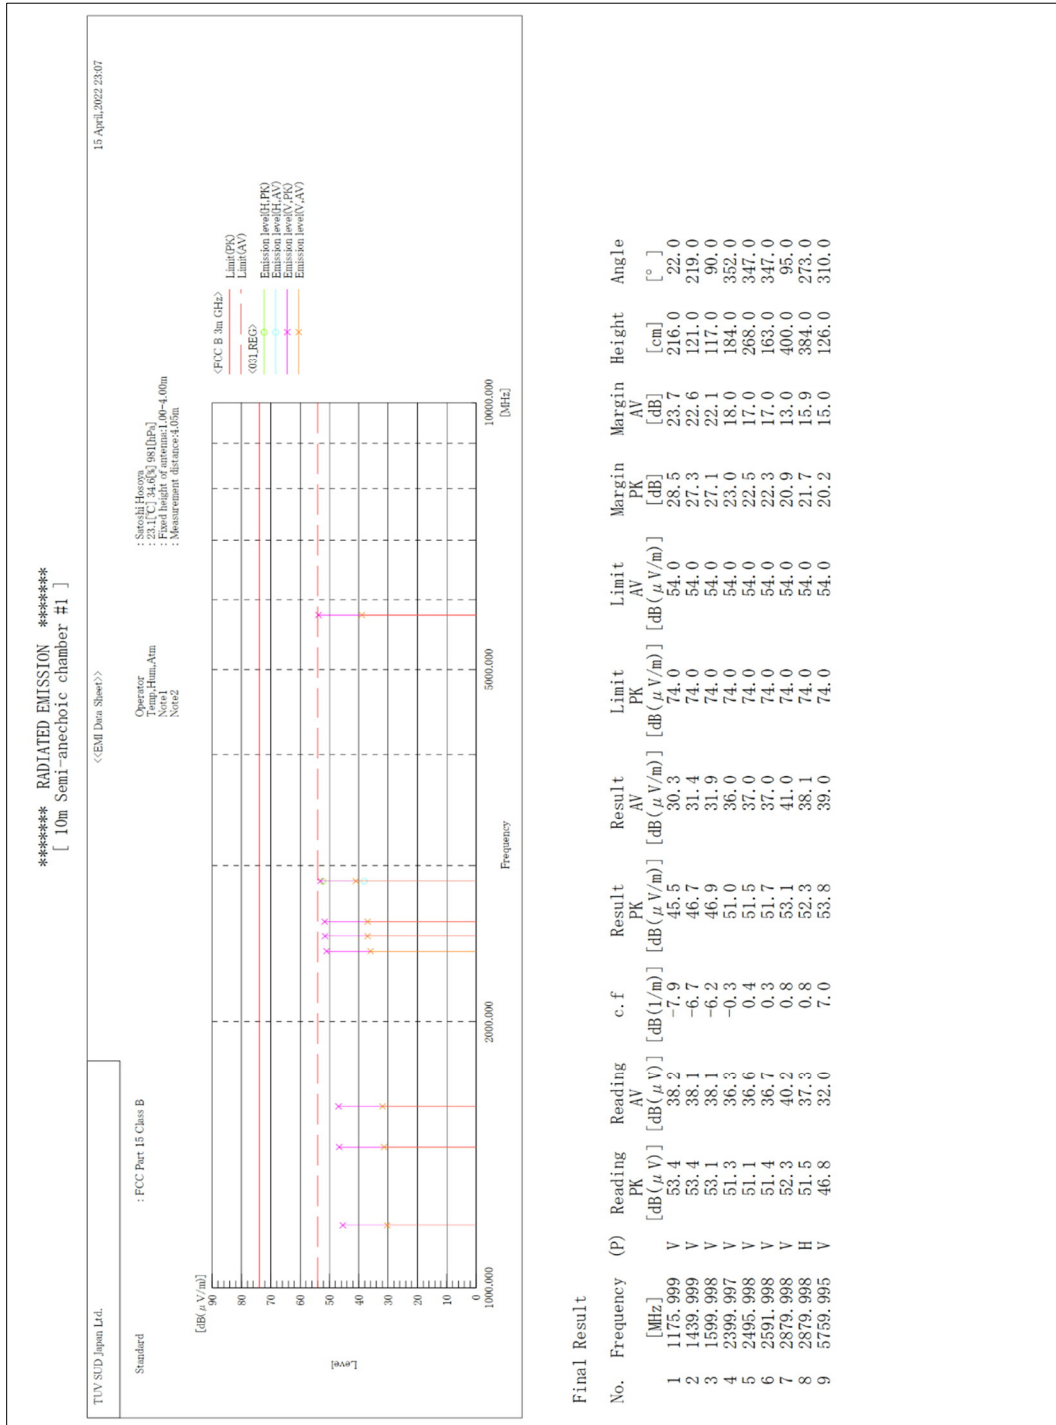 ******* RADIATED EMISSION *******
[ 10m Semi-anechoic chamber #1 ]
TUV SUD Japan Ltd.
<<EMI Data Sheet>>
15 April,2022 23:07
Standard : FCC Part 15 Class B
Operator : Satoshi Hosoya
Temp,Hum,Atm : 23.1[℃] 34.6[%] 981[hPa]
Note1 : Fixed height of antenna:1.00-4.00m
Note2 : Measurement distance:4.05m
<FCC B 3m GHz>
Limit(PK)
Limit(AV)
<031_REG>
Emission level(H,PK)
Emission level(H,AV)
Emission level(V,PK)
Emission level(V,AV)
[dB(μ V/m)]
90
80
70
60
50
40
30
20
10
0
Level
1000.000 2000.000 5000.000 10000.000
Frequency [MHz]
Final Result
No. Frequency (P) Reading Reading c.f Result Result Limit Limit Margin Margin Height Angle
PK AV PK AV PK AV PK AV
[MHz] [dB(μ V)] [dB(μ V)] [dB(1/m)] [dB(μ V/m)] [dB(μ V/m)] [dB(μ V/m)] [dB(μ V/m)] [dB] [dB] [cm] [° ]
1 1175.999 V 53.4 38.2 -7.9 45.5 30.3 74.0 54.0 28.5 23.7 216.0 22.0
2 1439.999 V 53.4 38.1 -6.7 46.7 31.4 74.0 54.0 27.3 22.6 121.0 219.0
3 1599.998 V 53.1 38.1 -6.2 46.9 31.9 74.0 54.0 27.1 22.1 117.0 90.0
4 2399.997 V 51.3 36.3 -0.3 51.0 36.0 74.0 54.0 23.0 18.0 184.0 352.0
5 2495.998 V 51.1 36.6 0.4 51.5 37.0 74.0 54.0 22.5 17.0 268.0 347.0
6 2591.998 V 51.4 36.7 0.3 51.7 37.0 74.0 54.0 22.3 17.0 163.0 347.0
7 2879.998 V 52.3 40.2 0.8 53.1 41.0 74.0 54.0 20.9 13.0 400.0 95.0
8 2879.998 H 51.5 37.3 0.8 52.3 38.1 74.0 54.0 21.7 15.9 384.0 273.0
9 5759.995 V 46.8 32.0 7.0 53.8 39.0 74.0 54.0 20.2 15.0 126.0 310.0